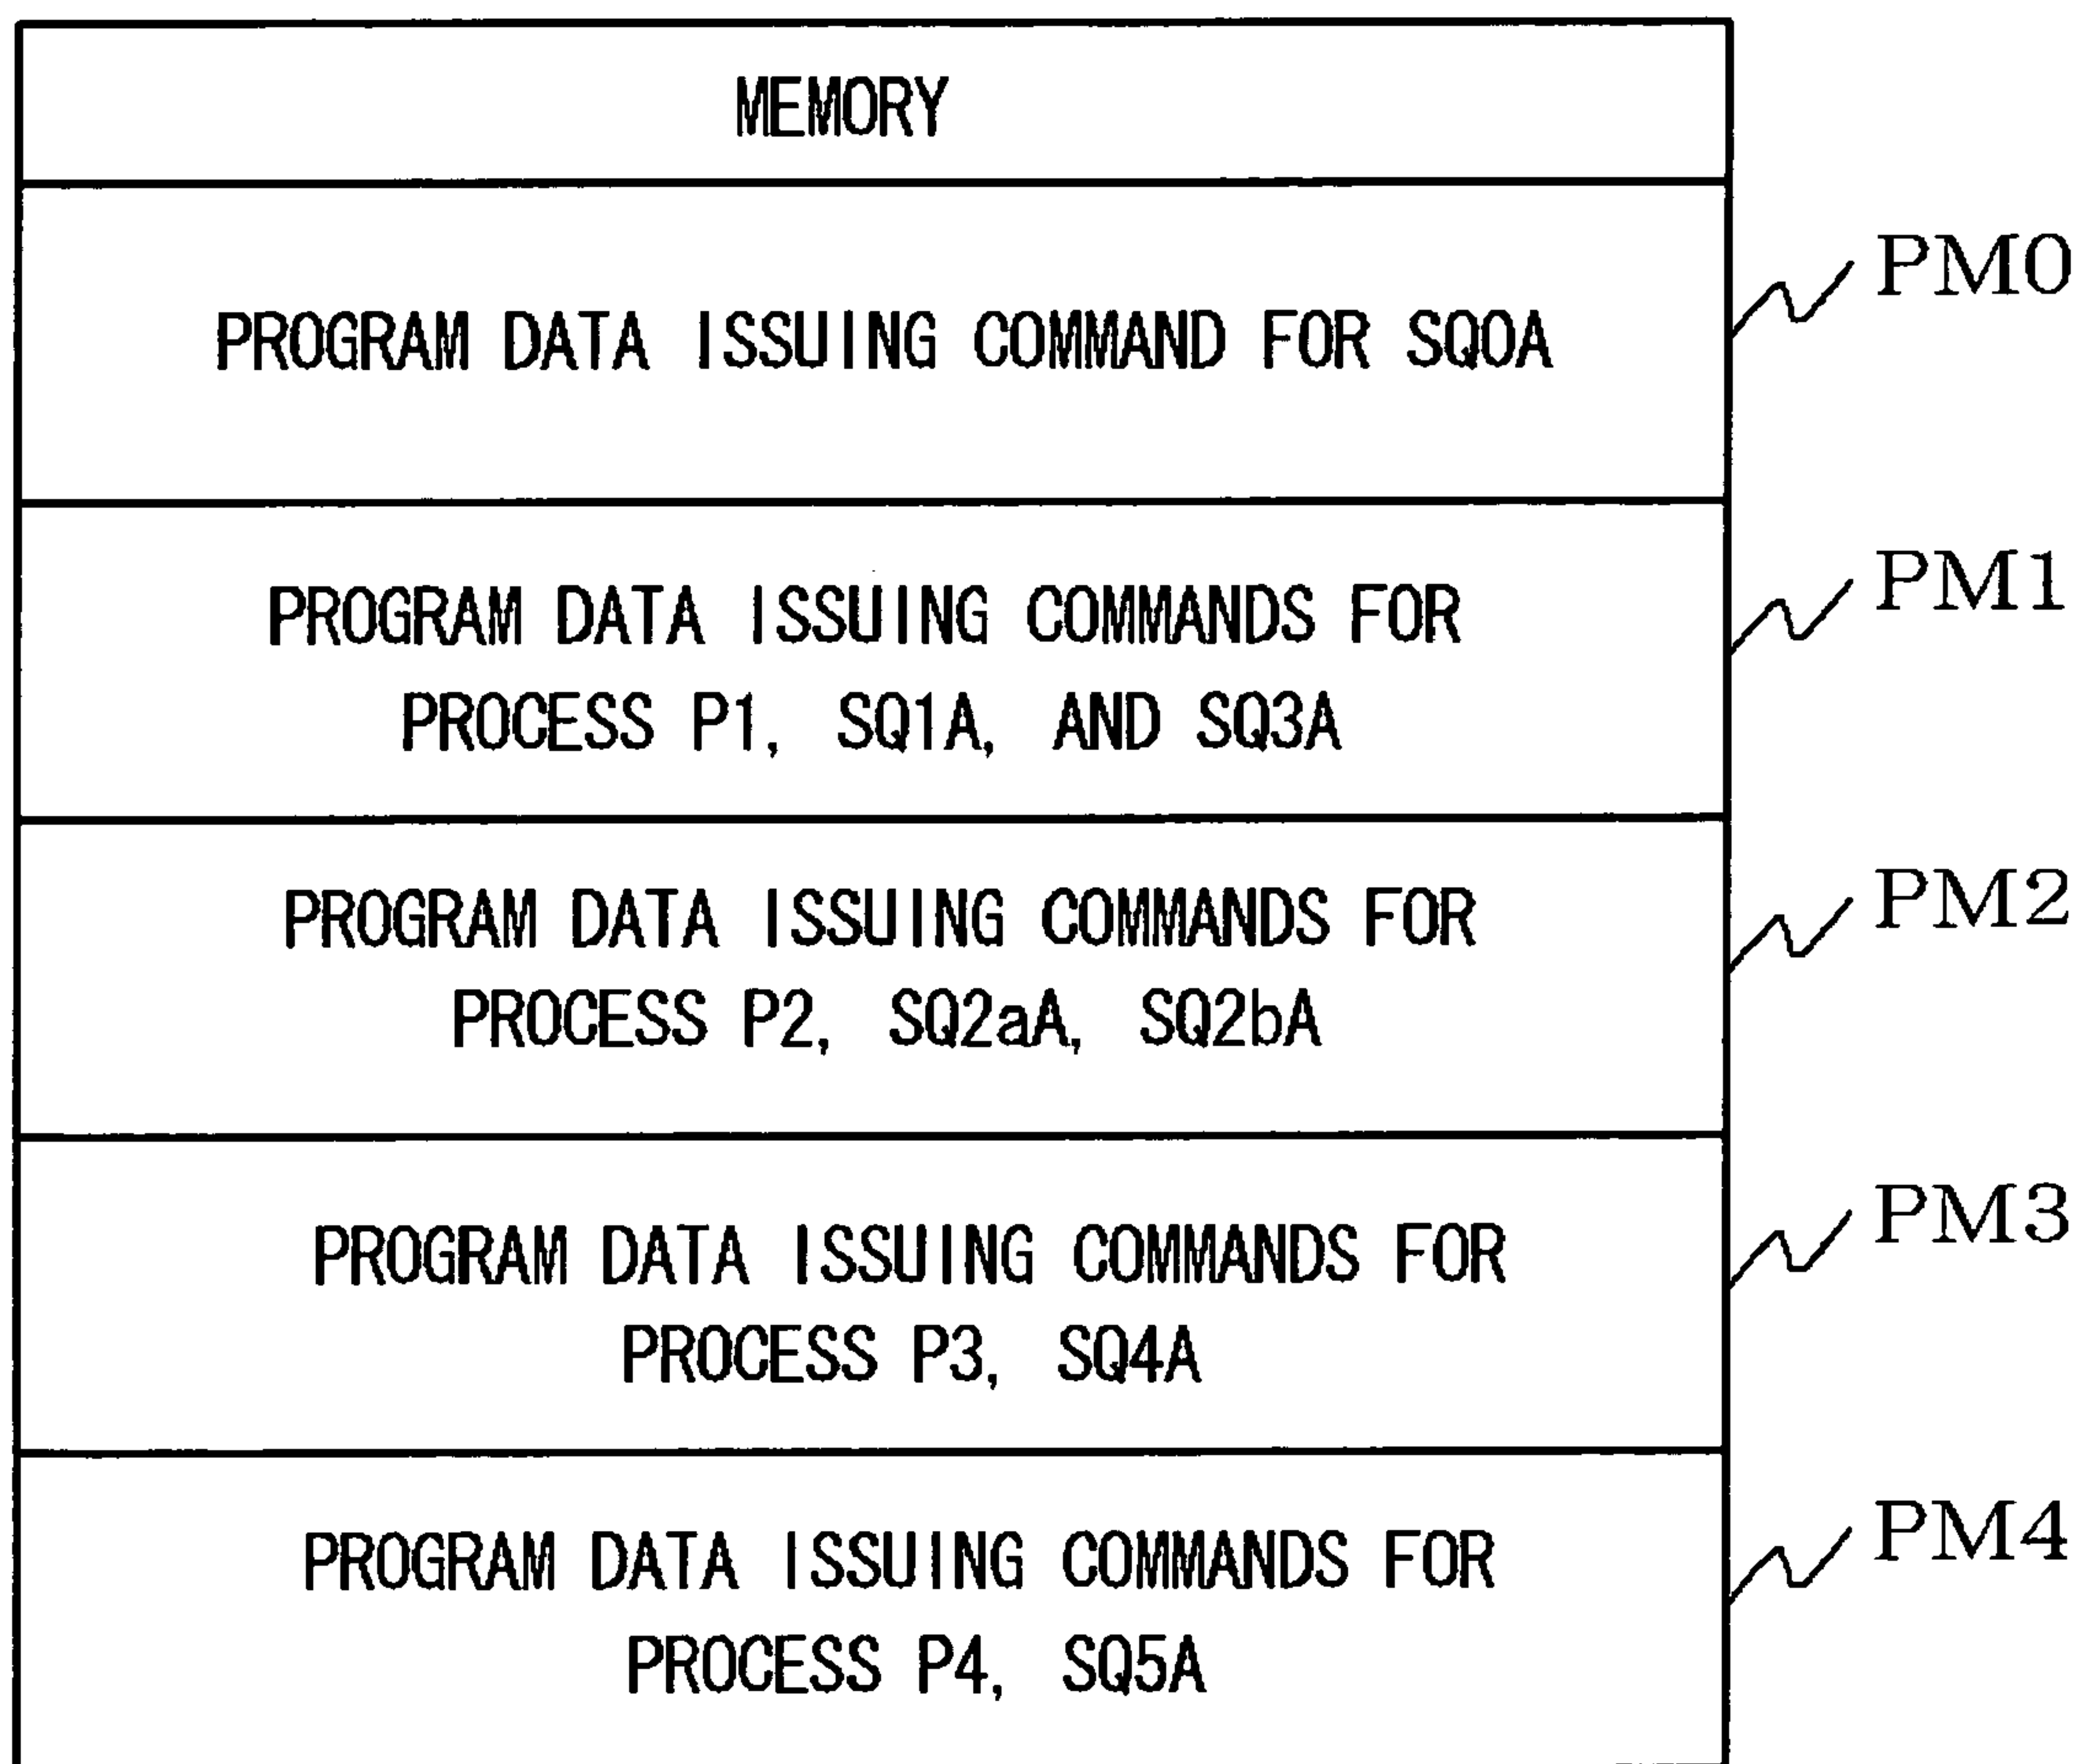 MEMORY
PROGRAM DATA ISSUING COMMAND FOR SQ0A
PM0
PROGRAM DATA ISSUING COMMANDS FOR
PROCESS P1, SQ1A, AND SQ3A
PM1
PROGRAM DATA ISSUING COMMANDS FOR
PROCESS P2, SQ2aA, SQ2bA
PM2
PROGRAM DATA ISSUING COMMANDS FOR
PROCESS P3, SQ4A
PM3
PROGRAM DATA ISSUING COMMANDS FOR
PROCESS P4, SQ5A
PM4